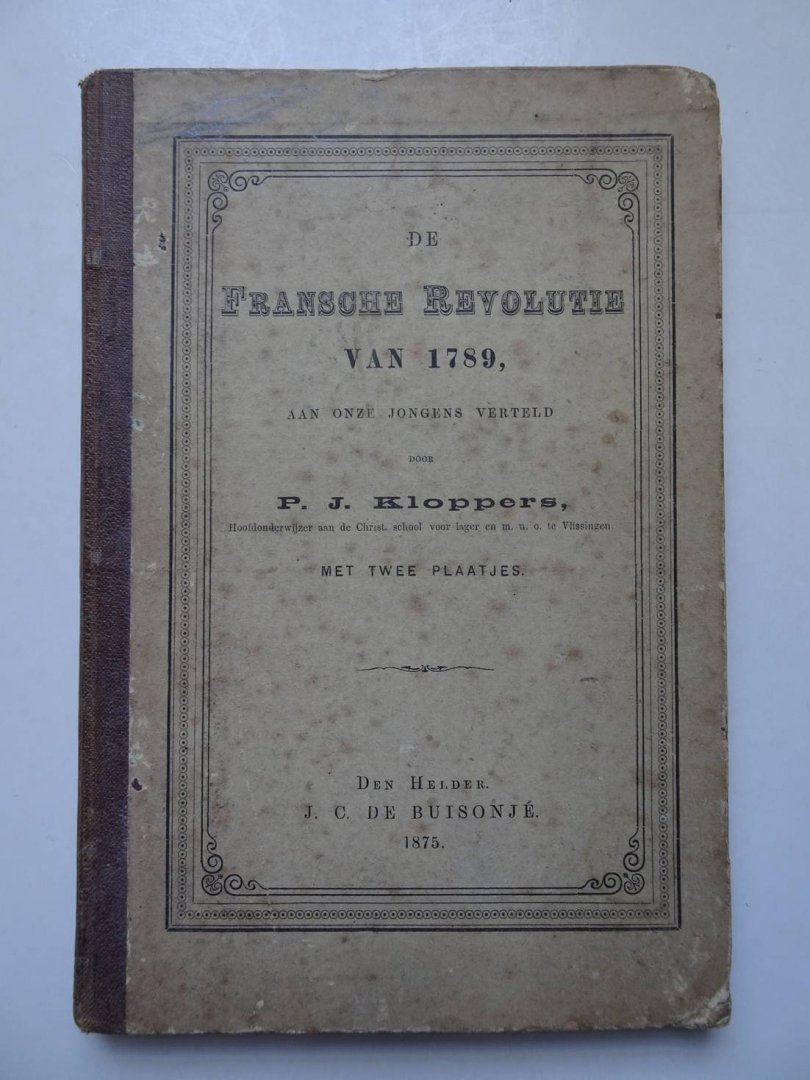 DE
FRANSCHE REVOLUTIE
VAN 1789,
AAN ONZE JONGENS VERTELD
DOOR
P. J. Kloppers,
Hoofdonderwijzer aan de Christ. school voor lager en m. u. o. te Vlissingen.
MET TWEE PLAATJES.
DEN HELDER.
J. C. DE BUISONJÉ.
1875.